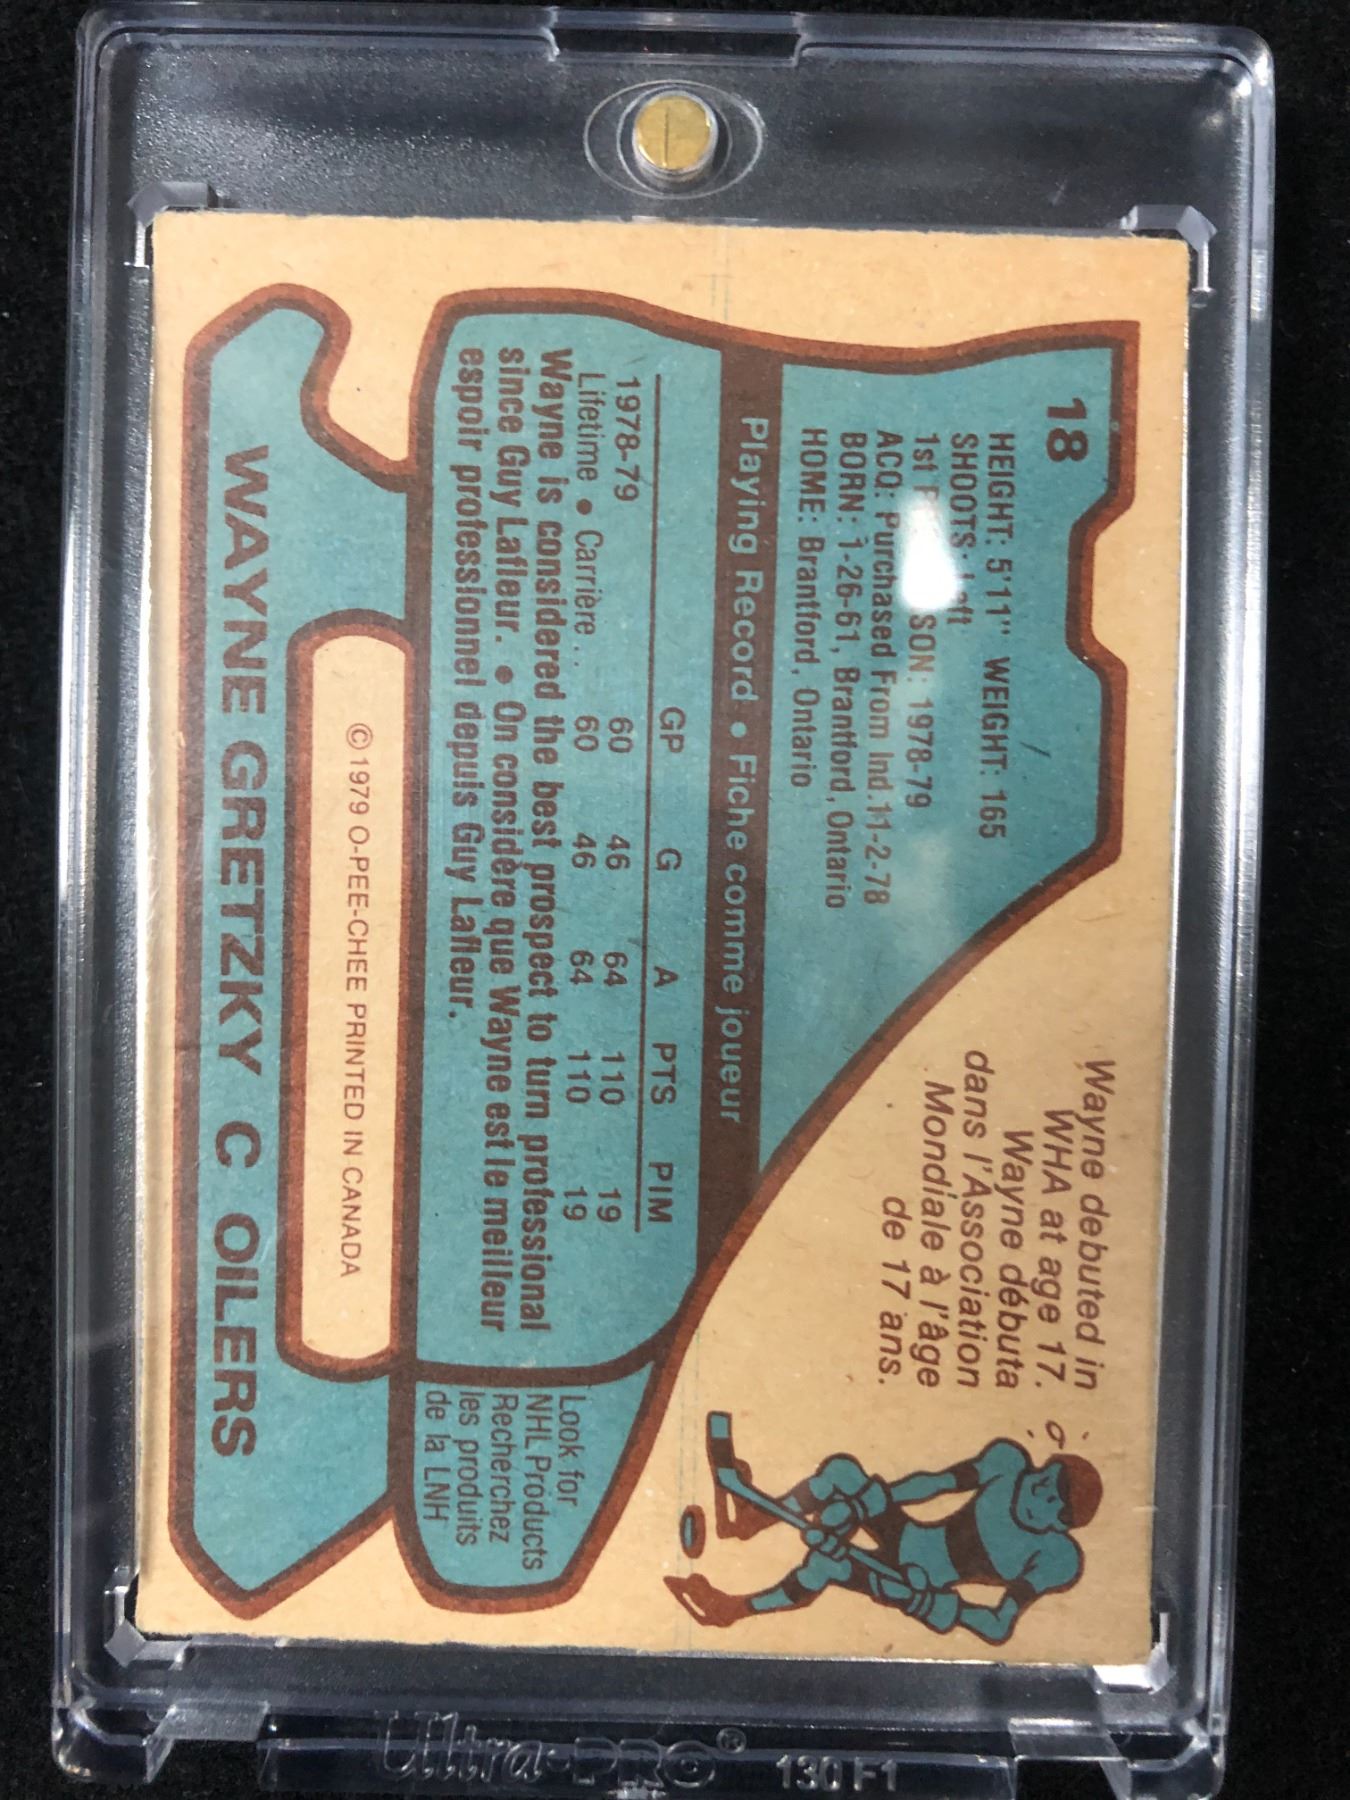 18
HEIGHT: 5'11" WEIGHT: 165
SHOOTS: Left
1st SON: 1978-79
ACQ: Purchased From Ind. 11-2-78
BORN: 1-26-61, Brantford, Ontario
HOME: Brantford, Ontario
Wayne debuted in
WHA at age 17.
Wayne débuta
dans l'Association
Mondiale à l'âge
de 17 ans.
Playing Record • Fiche comme joueur
GP G A PTS PIM
1978-79 60 46 64 110 19
Lifetime • Carrière... 60 46 64 110 19
Wayne is considered the best prospect to turn professional
since Guy Lafleur. • On considère que Wayne est le meilleur
espoir professionnel depuis Guy Lafleur.
Look for
NHL Products
Recherchez
les produits
de la LNH
©1979 O-PEE-CHEE PRINTED IN CANADA
WAYNE GRETZKY C OILERS
Ultra•PRO® 130 F1